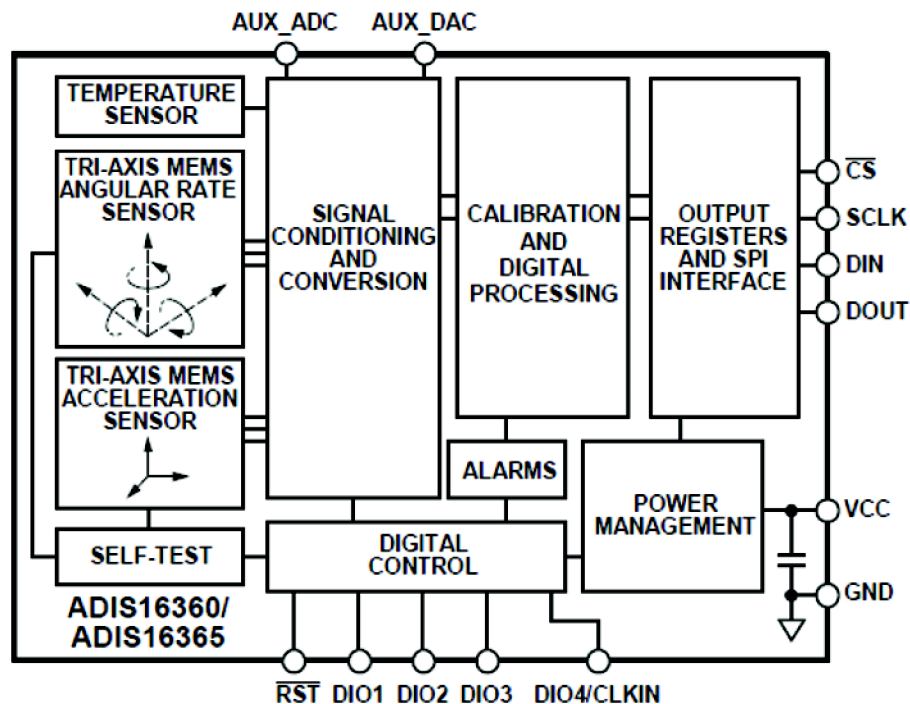 AUX_ADC
AUX_DAC
TEMPERATURE
SENSOR
TRI-AXIS MEMS
ANGULAR RATE
SENSOR
TRI-AXIS MEMS
ACCELERATION
SENSOR
SELF-TEST
SIGNAL
CONDITIONING
AND
CONVERSION
CALIBRATION
AND
DIGITAL
PROCESSING
OUTPUT
REGISTERS
AND SPI
INTERFACE
ALARMS
DIGITAL
CONTROL
POWER
MANAGEMENT
C̅S̅
SCLK
DIN
DOUT
VCC
GND
ADIS16360/
ADIS16365
R̅S̅T̅
DIO1
DIO2
DIO3
DIO4/CLKIN